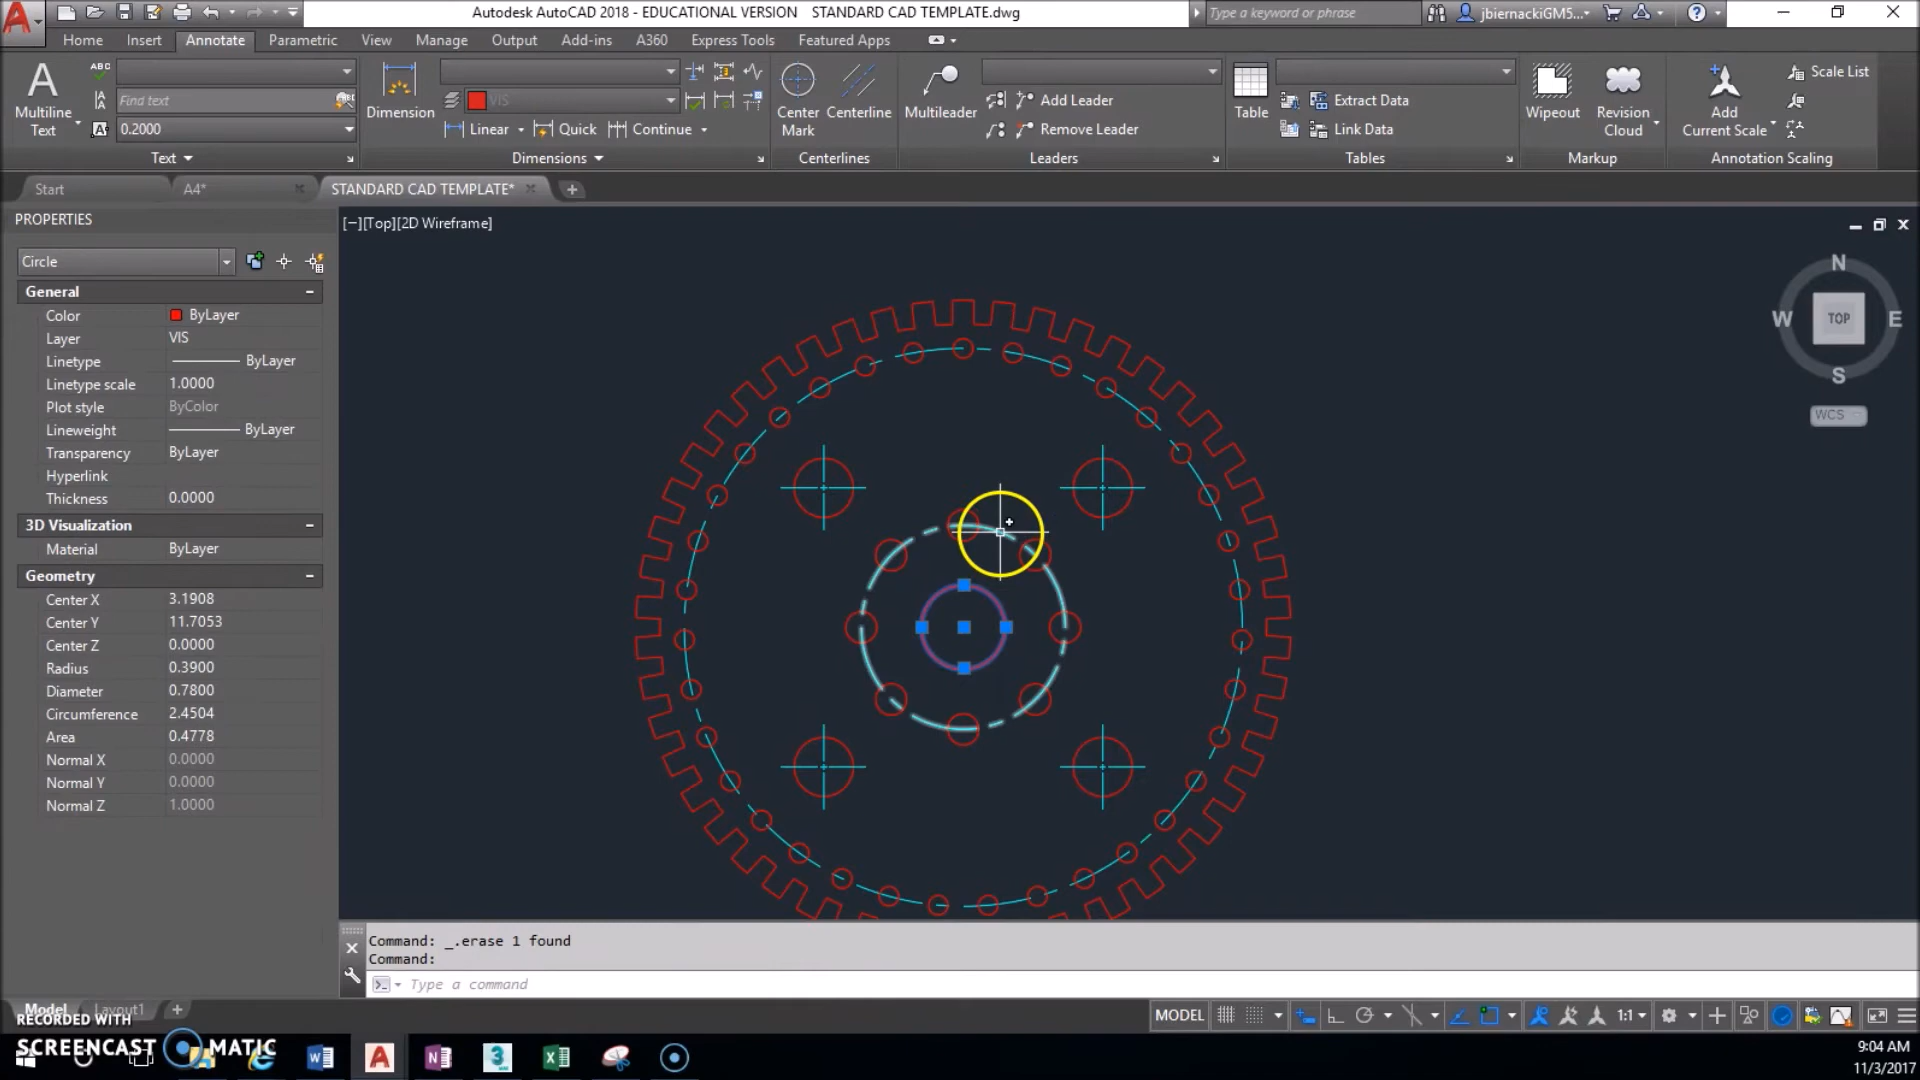 Autodesk AutoCAD 2018 - EDUCATIONAL VERSION STANDARD CAD TEMPLATE.dwg
Type a keyword or phrase
jbiernackiGM5...
Home Insert Annotate Parametric View Manage Output Add-ins A360 Express Tools Featured Apps
Multiline Text
ABC
Find text
0.2000
Text
Dimension
VIS
Linear Quick Continue
Dimensions
Center Mark
Centerline
Centerlines
Multileader
Add Leader
Remove Leader
Leaders
Table
Extract Data
Link Data
Tables
Wipeout
Revision Cloud
Markup
Add Current Scale
Scale List
Annotation Scaling
Start A4* STANDARD CAD TEMPLATE*
PROPERTIES
Circle
General
Color ByLayer
Layer VIS
Linetype ByLayer
Linetype scale 1.0000
Plot style ByColor
Lineweight ByLayer
Transparency ByLayer
Hyperlink
Thickness 0.0000
3D Visualization
Material ByLayer
Geometry
Center X 3.1908
Center Y 11.7053
Center Z 0.0000
Radius 0.3900
Diameter 0.7800
Circumference 2.4504
Area 0.4778
Normal X 0.0000
Normal Y 0.0000
Normal Z 1.0000
[−][Top][2D Wireframe]
N
W TOP E
S
WCS
Command: _.erase 1 found
Command:
Type a command
Model Layout1
MODEL 1:1
RECORDED WITH
SCREENCAST MATIC
9:04 AM
11/3/2017